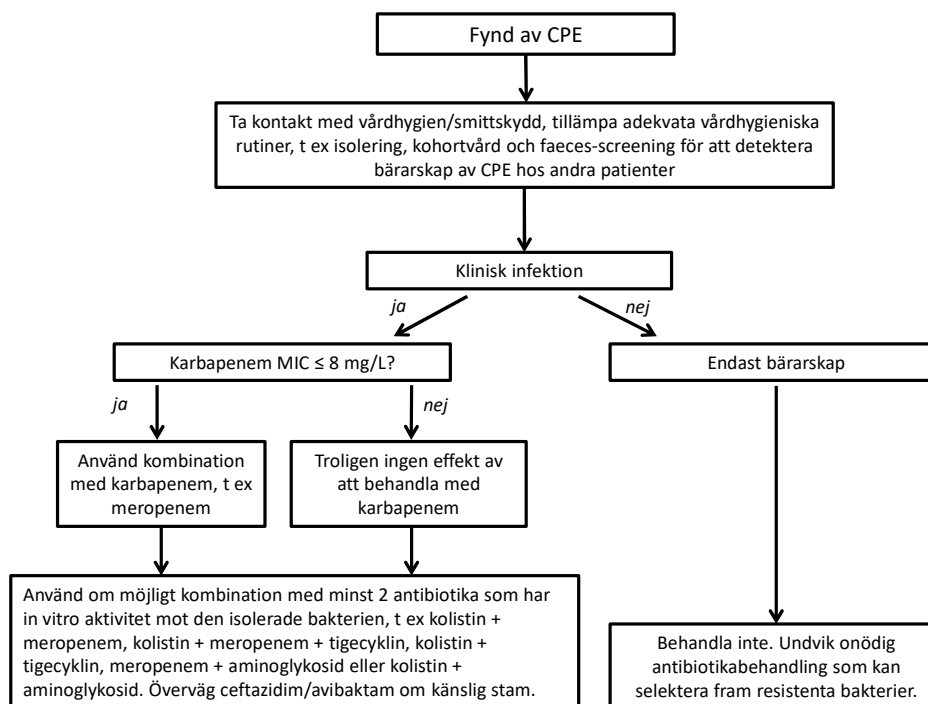 Fynd av CPE
Ta kontakt med vårdhygien/smittskydd, tillämpa adekvata vårdhygieniska
rutiner, t ex isolering, kohortvård och faeces-screening för att detektera
bärarskap av CPE hos andra patienter
Klinisk infektion
ja
nej
Karbapenem MIC ≤ 8 mg/L?
Endast bärarskap
ja
nej
Använd kombination
med karbapenem, t ex
meropenem
Troligen ingen effekt av
att behandla med
karbapenem
Använd om möjligt kombination med minst 2 antibiotika som har
in vitro aktivitet mot den isolerade bakterien, t ex kolistin +
meropenem, kolistin + meropenem + tigecyklin, kolistin +
tigecyklin, meropenem + aminoglykosid eller kolistin +
aminoglykosid. Överväg ceftazidim/avibaktam om känslig stam.
Behandla inte. Undvik onödig
antibiotikabehandling som kan
selektera fram resistenta bakterier.